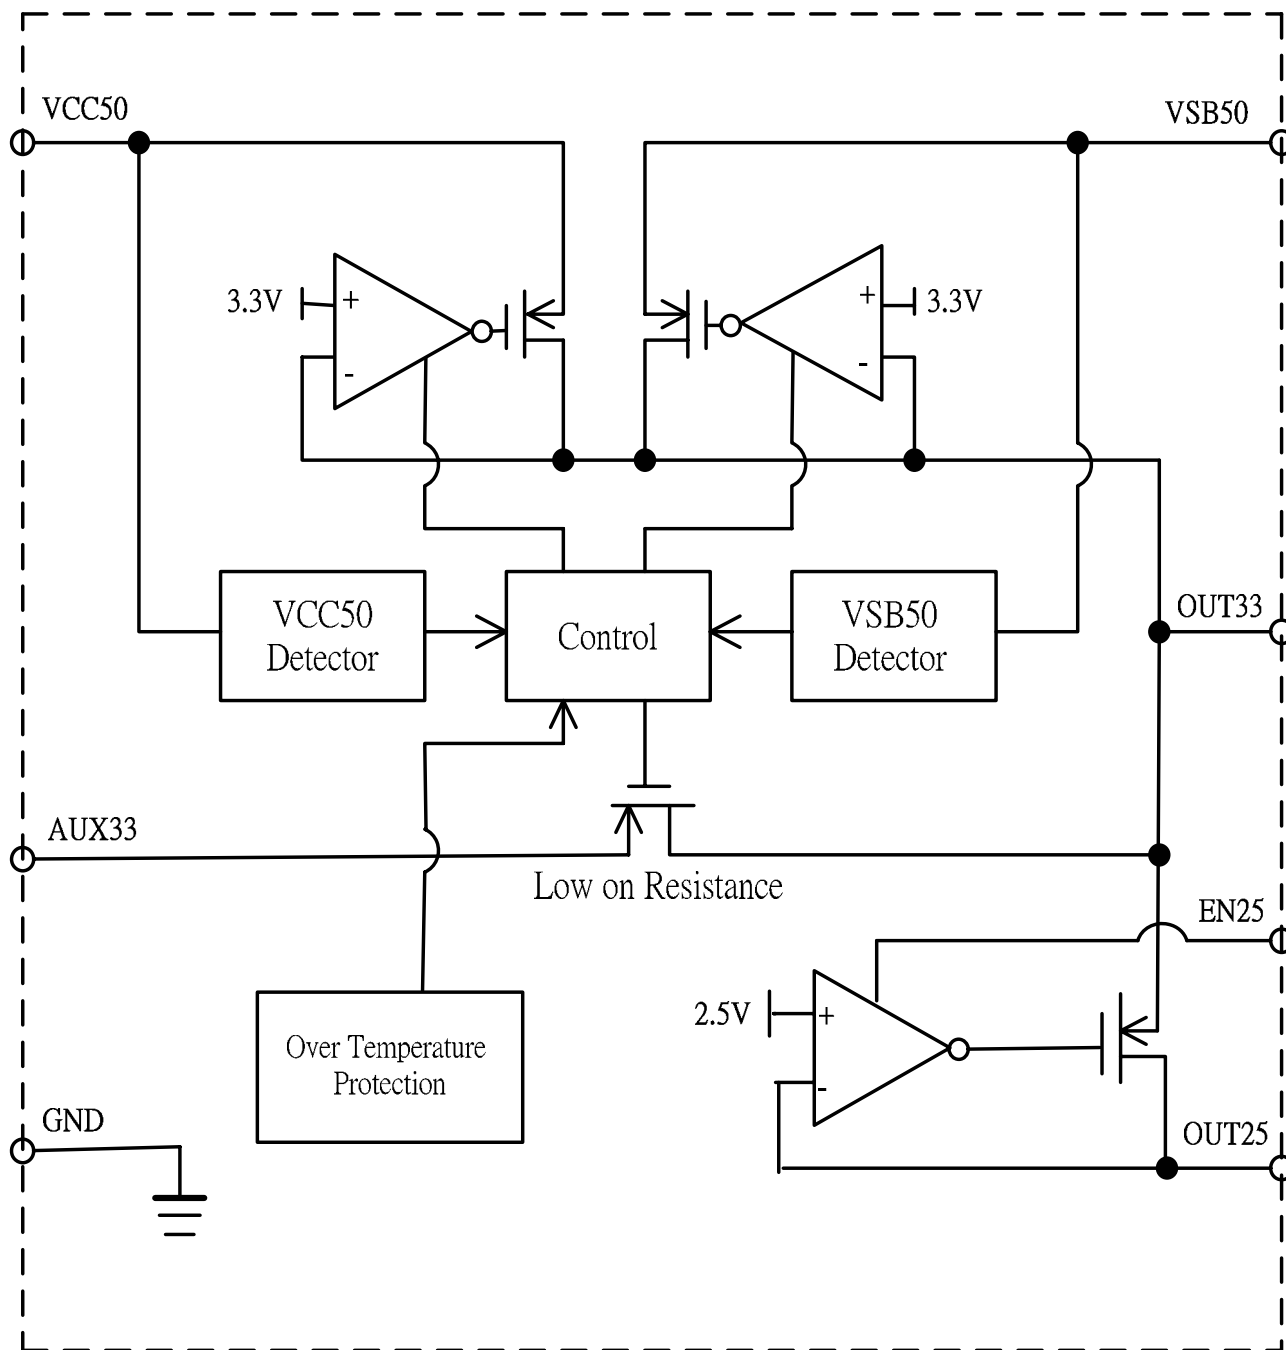 VCC50
VSB50
3.3V
+
-
+
-
3.3V
VCC50
Detector
Control
VSB50
Detector
OUT33
AUX33
Low on Resistance
EN25
2.5V
+
-
Over Temperature
Protection
GND
OUT25